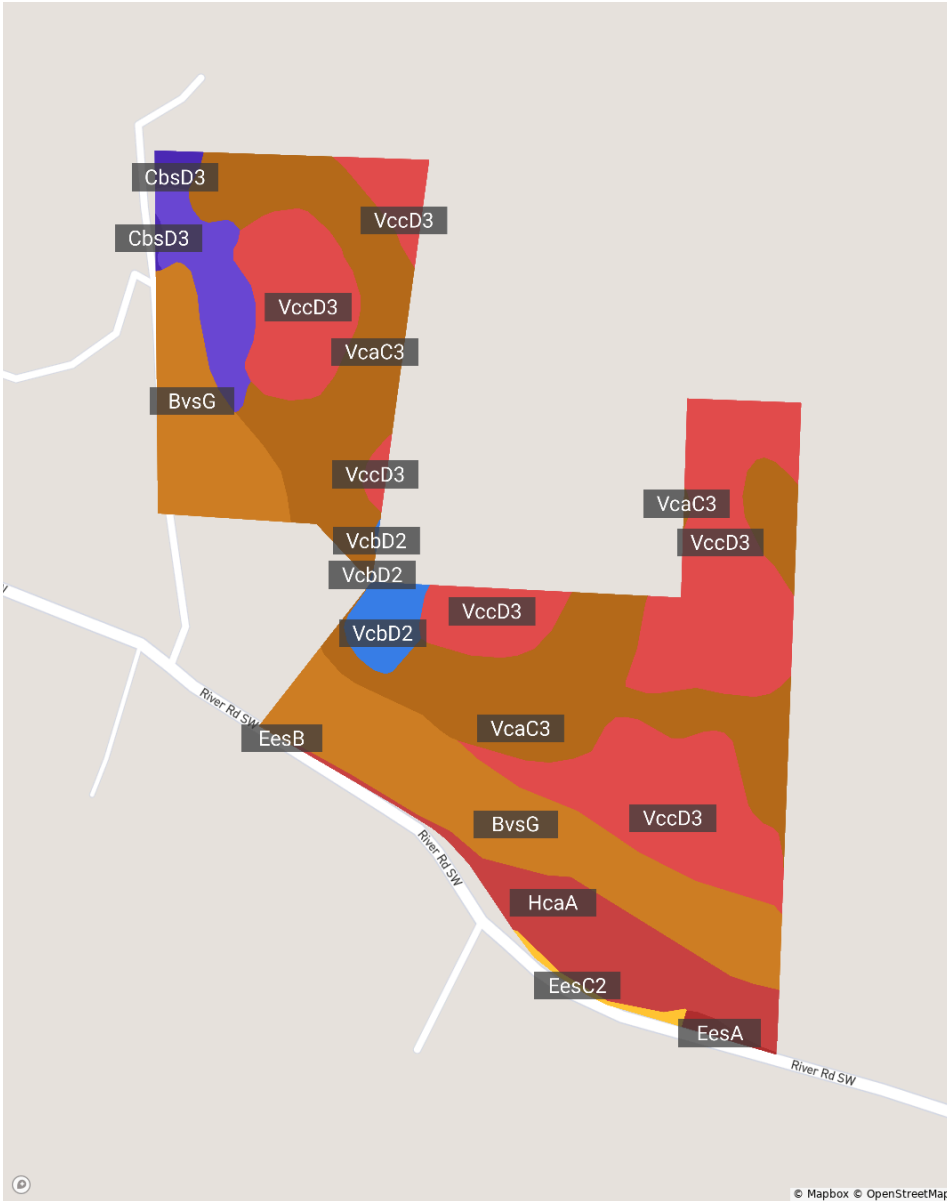 CbsD3
VccD3
CbsD3
VccD3
VcaC3
BvsG
VccD3
VcaC3
VcbD2
VccD3
VcbD2
VccD3
VcbD2
River Rd SW
VcaC3
EesB
VccD3
BvsG
River Rd SW
HcaA
EesC2
EesA
River Rd SW
© Mapbox © OpenStreetMap